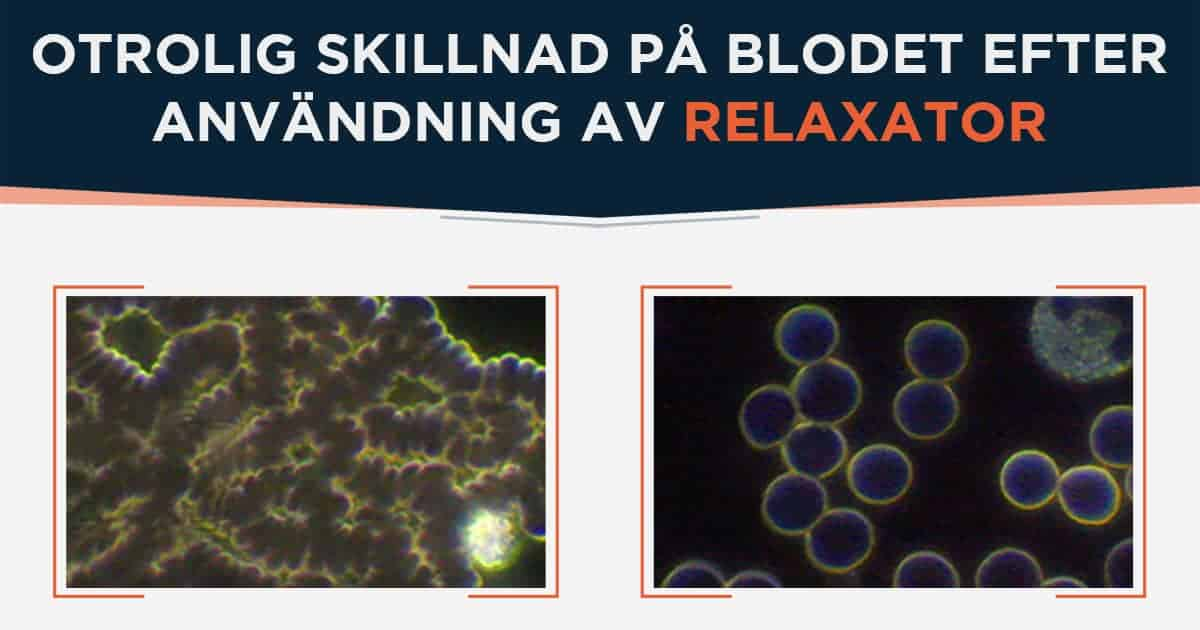 OTROLIG SKILLNAD PÅ BLODET EFTER
ANVÄNDNING AV RELAXATOR